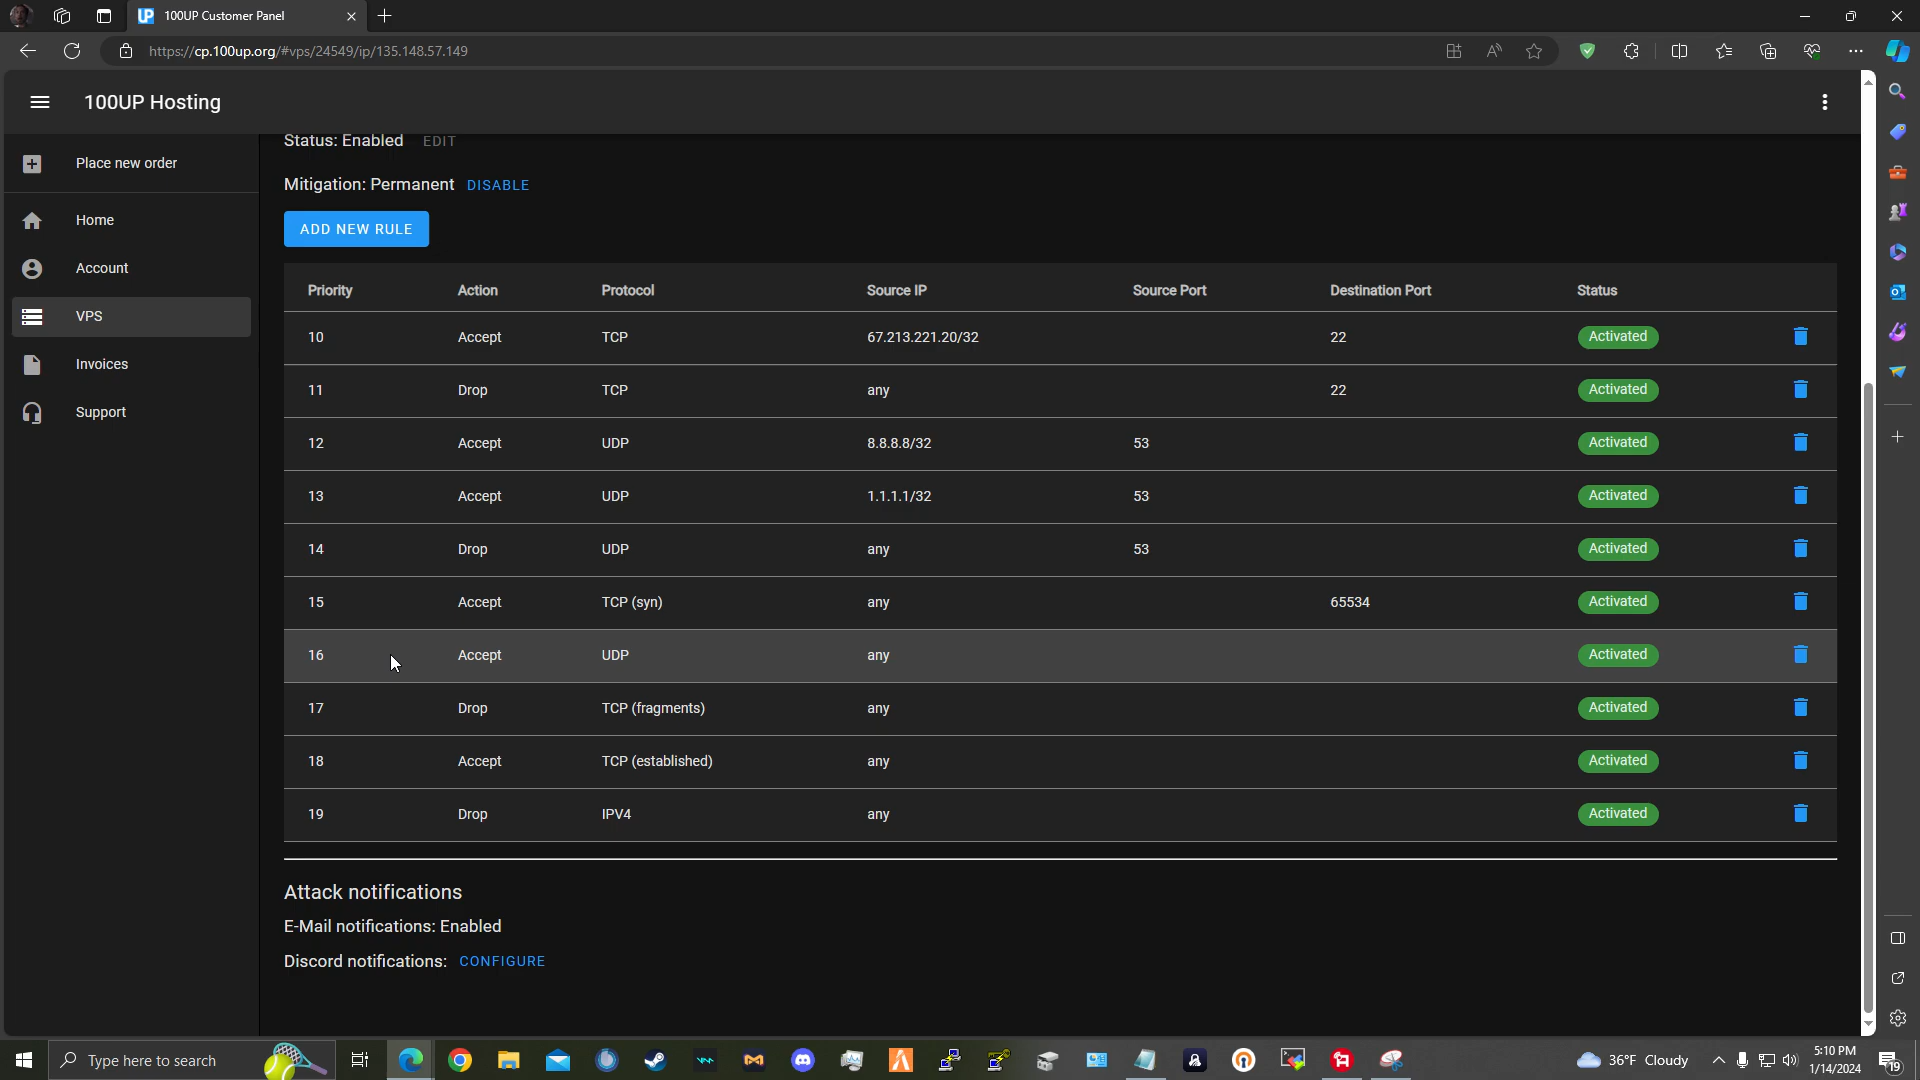 100UP Customer Panel
https://cp.100up.org/#vps/24549/ip/135.148.57.149
100UP Hosting
Place new order
Home
Account
VPS
Invoices
Support
Status: Enabled EDIT
Mitigation: Permanent DISABLE
ADD NEW RULE
Priority Action Protocol Source IP Source Port Destination Port Status
10 Accept TCP 67.213.221.20/32 22 Activated
11 Drop TCP any 22 Activated
12 Accept UDP 8.8.8.8/32 53 Activated
13 Accept UDP 1.1.1.1/32 53 Activated
14 Drop UDP any 53 Activated
15 Accept TCP (syn) any 65534 Activated
16 Accept UDP any Activated
17 Drop TCP (fragments) any Activated
18 Accept TCP (established) any Activated
19 Drop IPV4 any Activated
Attack notifications
E-Mail notifications: Enabled
Discord notifications: CONFIGURE
Type here to search
36°F Cloudy
5:10 PM
1/14/2024
19